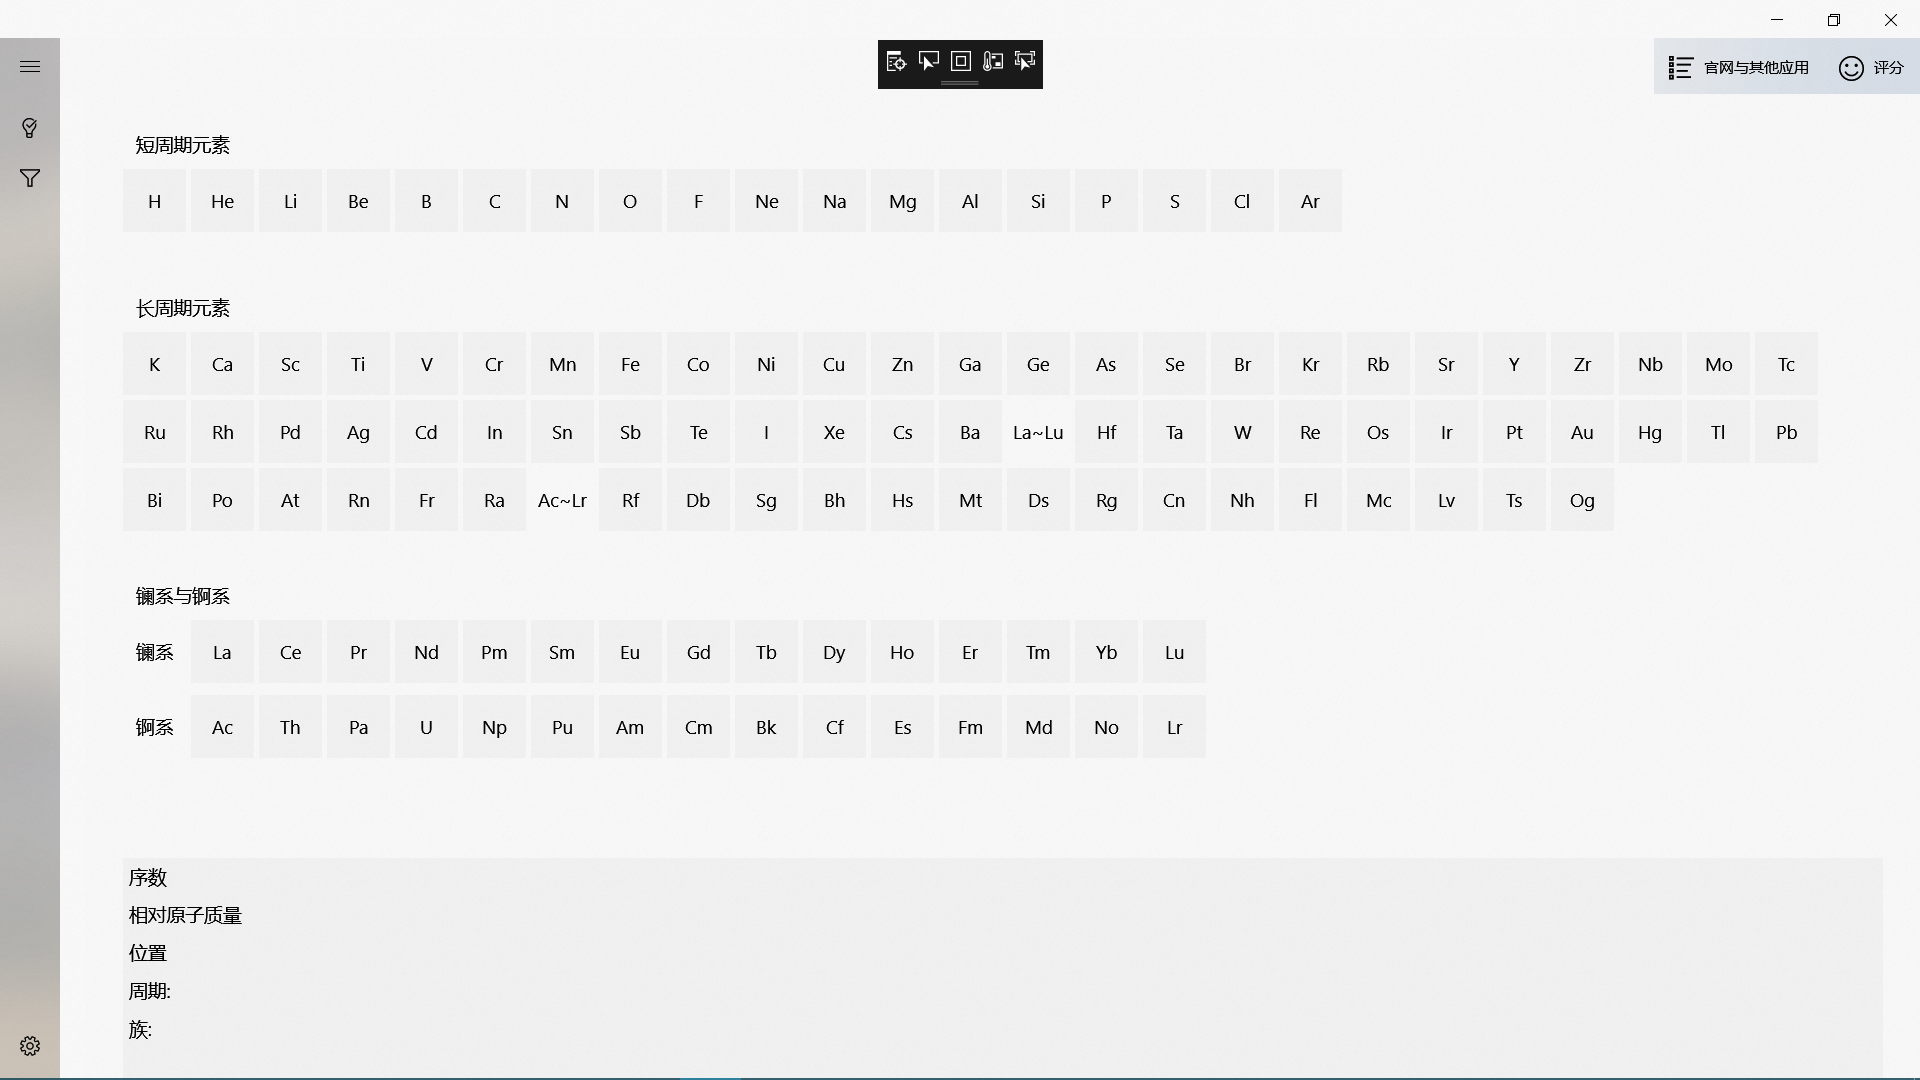 官网与其他应用 评分
短周期元素
H He Li Be B C N O F Ne Na Mg Al Si P S Cl Ar
长周期元素
K Ca Sc Ti V Cr Mn Fe Co Ni Cu Zn Ga Ge As Se Br Kr Rb Sr Y Zr Nb Mo Tc
Ru Rh Pd Ag Cd In Sn Sb Te I Xe Cs Ba La~Lu Hf Ta W Re Os Ir Pt Au Hg Tl Pb
Bi Po At Rn Fr Ra Ac~Lr Rf Db Sg Bh Hs Mt Ds Rg Cn Nh Fl Mc Lv Ts Og
镧系与锕系
镧系 La Ce Pr Nd Pm Sm Eu Gd Tb Dy Ho Er Tm Yb Lu
锕系 Ac Th Pa U Np Pu Am Cm Bk Cf Es Fm Md No Lr
序数
相对原子质量
位置
周期:
族: